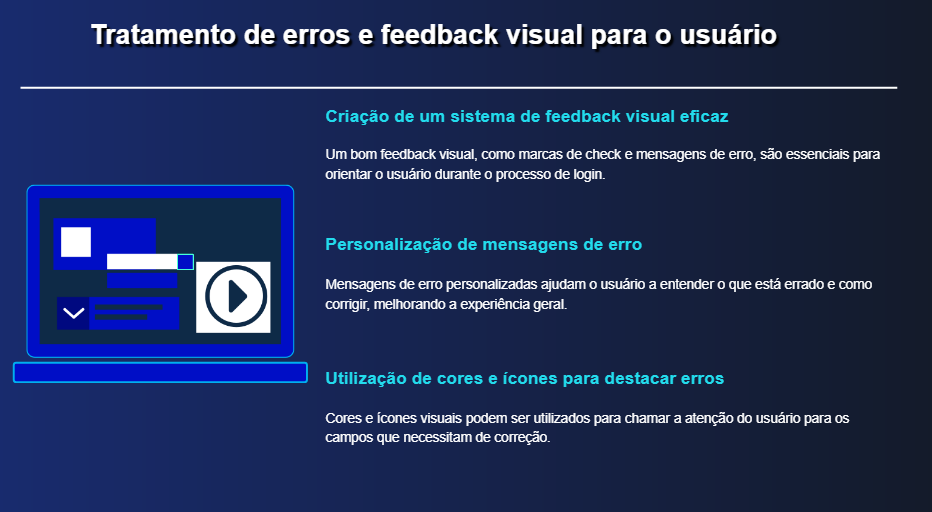 Tratamento de erros e feedback visual para o usuário
Criação de um sistema de feedback visual eficaz
Um bom feedback visual, como marcas de check e mensagens de erro, são essenciais para
orientar o usuário durante o processo de login.
Personalização de mensagens de erro
Mensagens de erro personalizadas ajudam o usuário a entender o que está errado e como
corrigir, melhorando a experiência geral.
Utilização de cores e ícones para destacar erros
Cores e ícones visuais podem ser utilizados para chamar a atenção do usuário para os
campos que necessitam de correção.